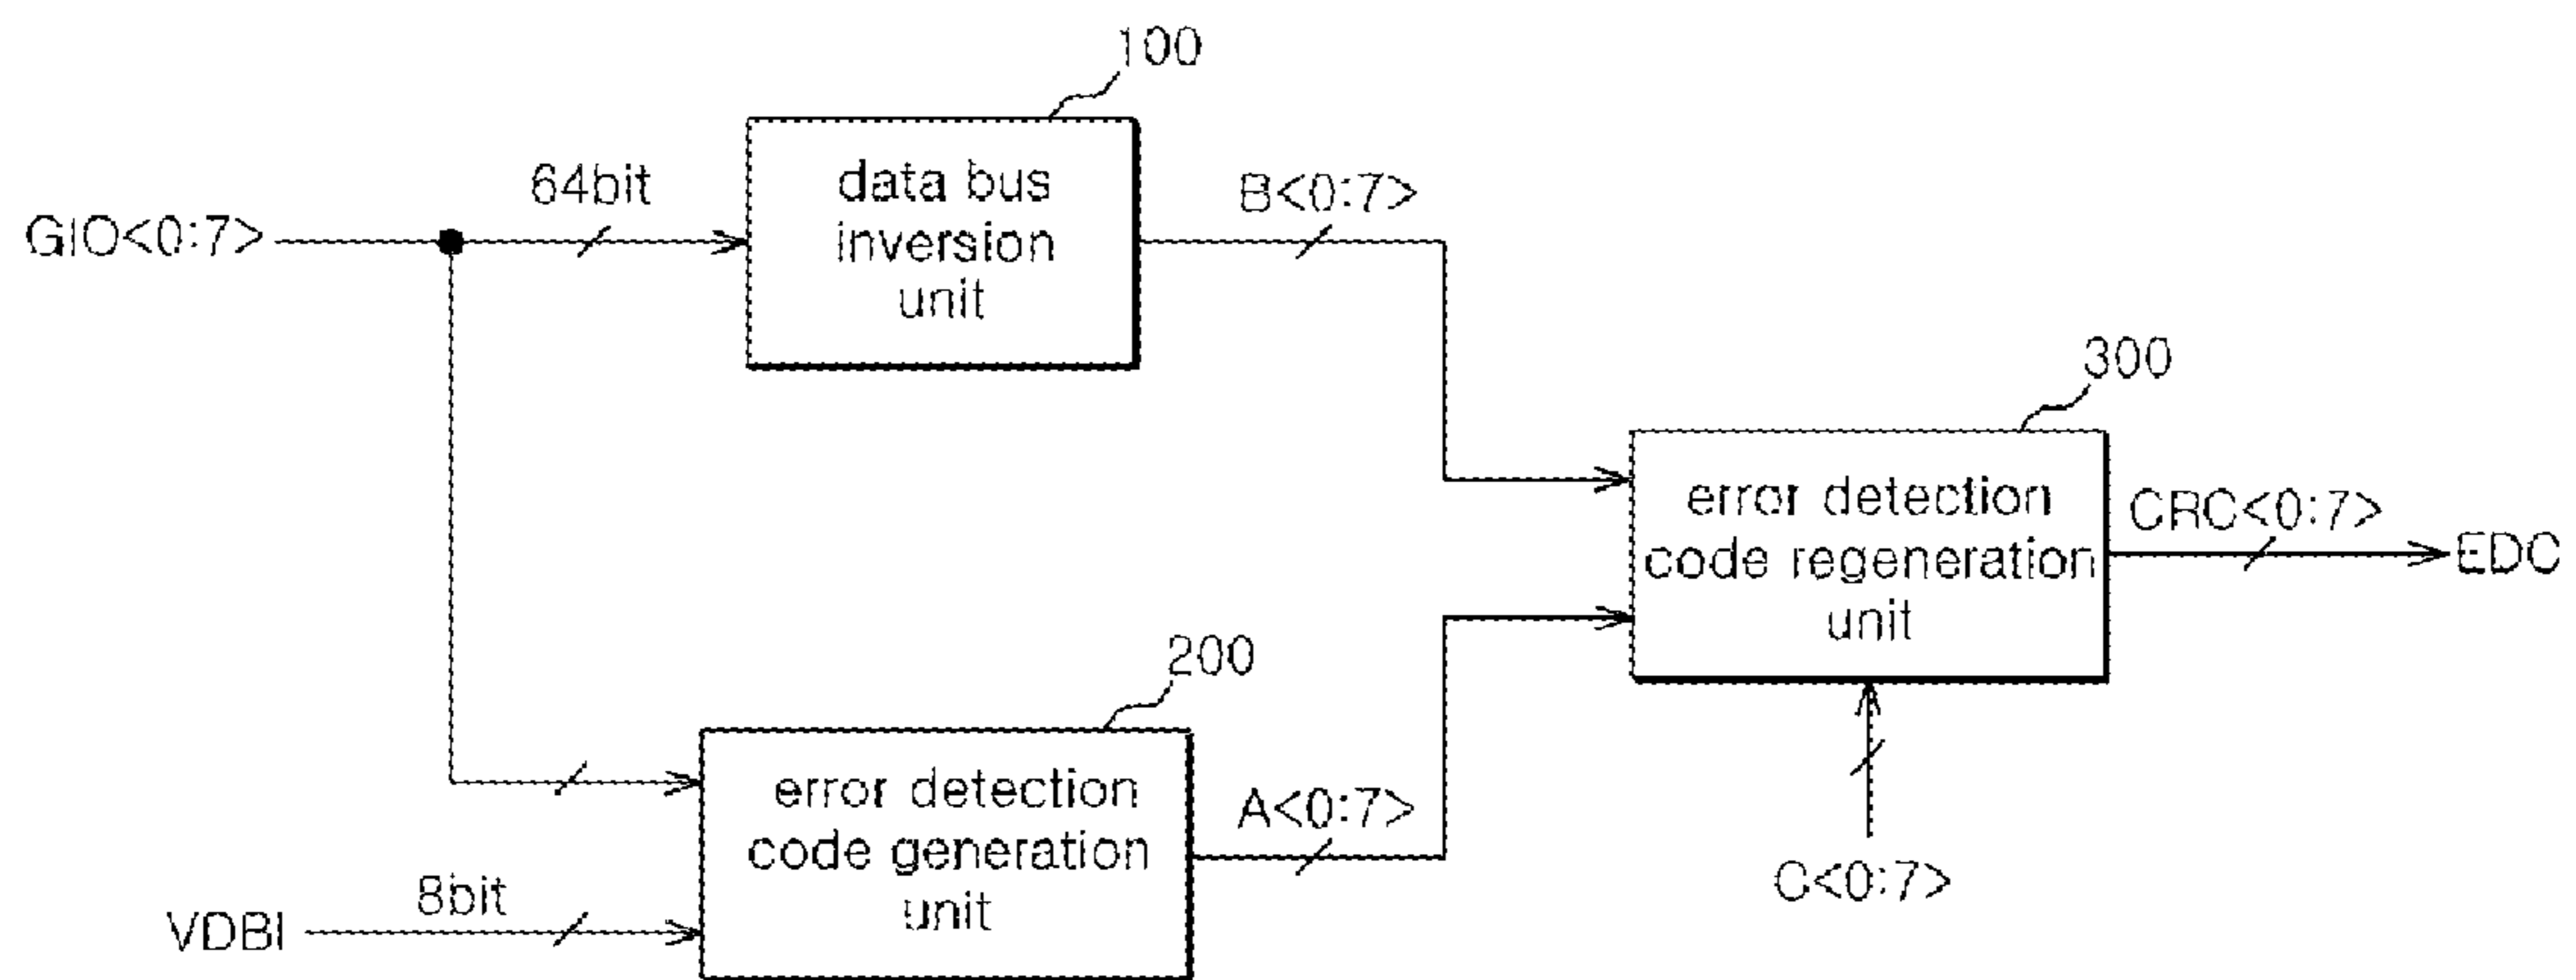 100
64bit
data bus
inversion
unit
B<0:7>
GIO<0:7>
300
error detection
code regeneration
unit
CRC<0:7>
EDC
200
error detection
code generation
unit
A<0:7>
C<0:7>
8bit
VDBI